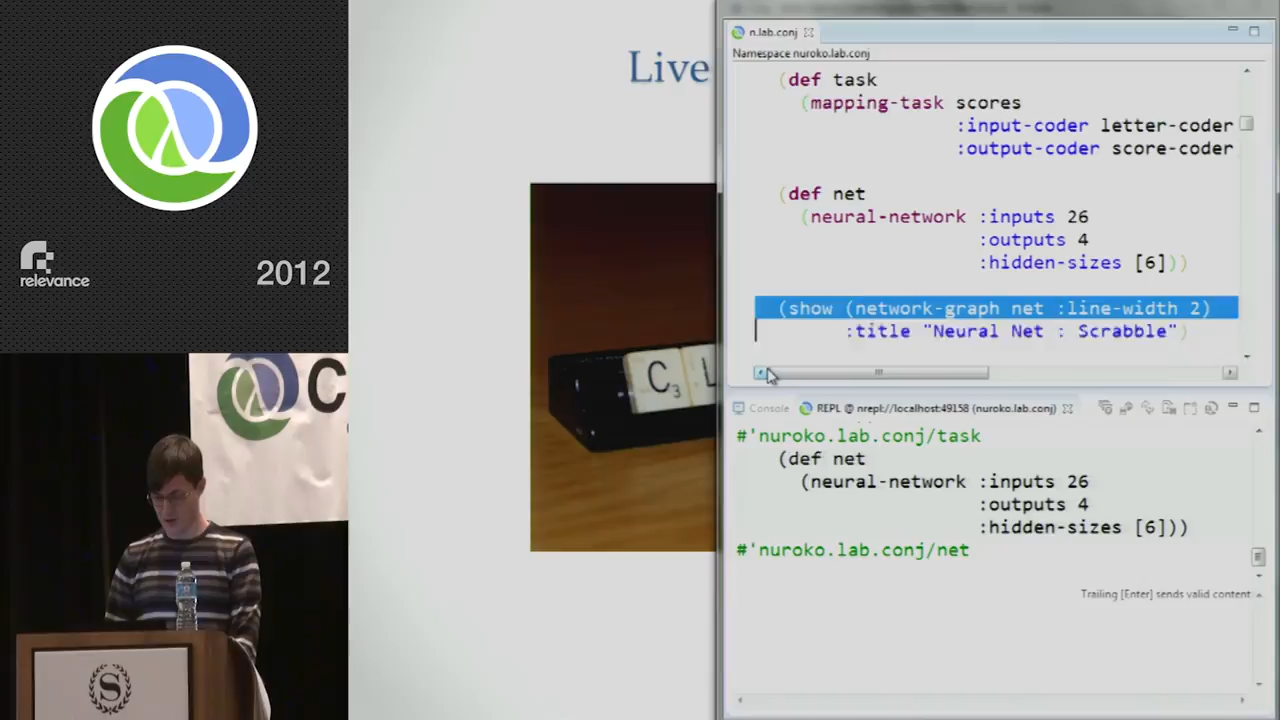 relevance
2012
C
S
Live
C3 L
n.lab.conj
Namespace nuroko.lab.conj
(def task
(mapping-task scores
:input-coder letter-coder
:output-coder score-coder
(def net
(neural-network :inputs 26
:outputs 4
:hidden-sizes [6]))
(show (network-graph net :line-width 2)
:title "Neural Net : Scrabble")
Console REPL @ nrepl://localhost:49158 (nuroko.lab.conj)
#'nuroko.lab.conj/task
(def net
(neural-network :inputs 26
:outputs 4
:hidden-sizes [6]))
#'nuroko.lab.conj/net
Trailing [Enter] sends valid content